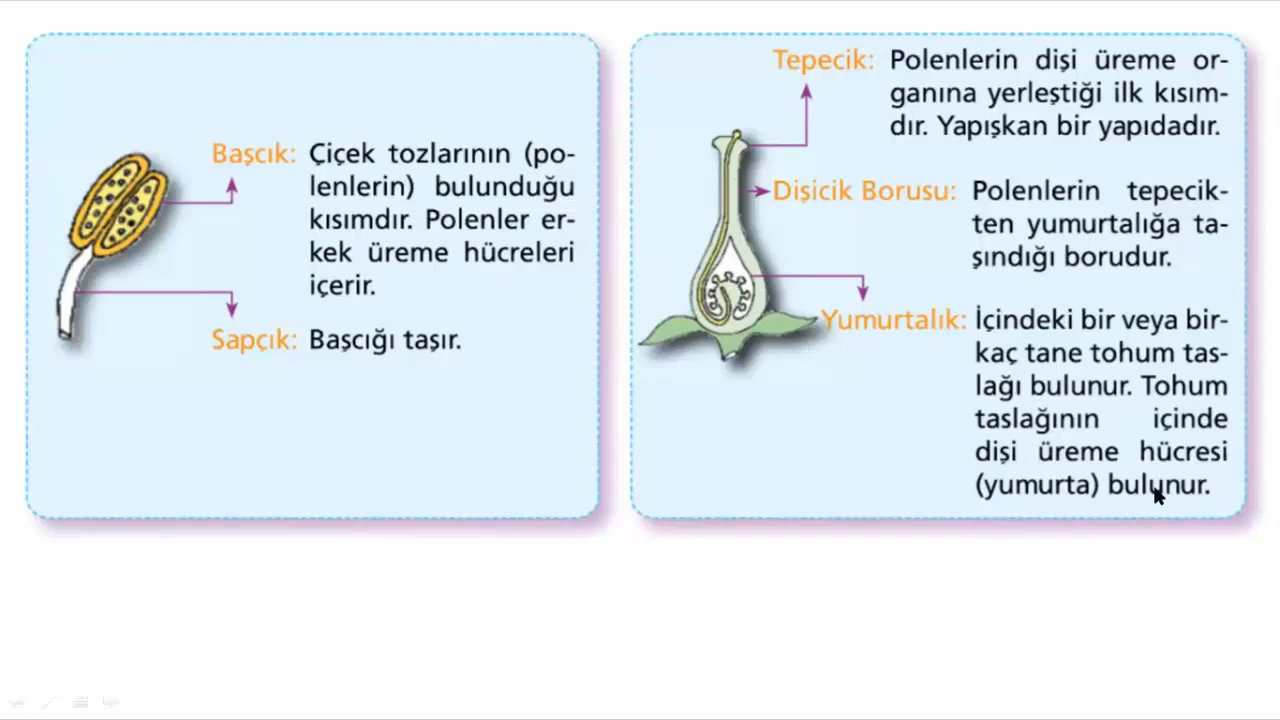 Başcık: Çiçek tozlarının (po-
lenlerin) bulunduğu
kısımdır. Polenler er-
kek üreme hücreleri
içerir.
Sapçık: Başcığı taşır.
Tepecik: Polenlerin dişi üreme or-
ganına yerleştiği ilk kısım-
dır. Yapışkan bir yapıdadır.
Dişicik Borusu: Polenlerin tepecik-
ten yumurtalığa ta-
şındığı borudur.
Yumurtalık: İçindeki bir veya bir-
kaç tane tohum tas-
lağı bulunur. Tohum
taslağının içinde
dişi üreme hücresi
(yumurta) bulunur.